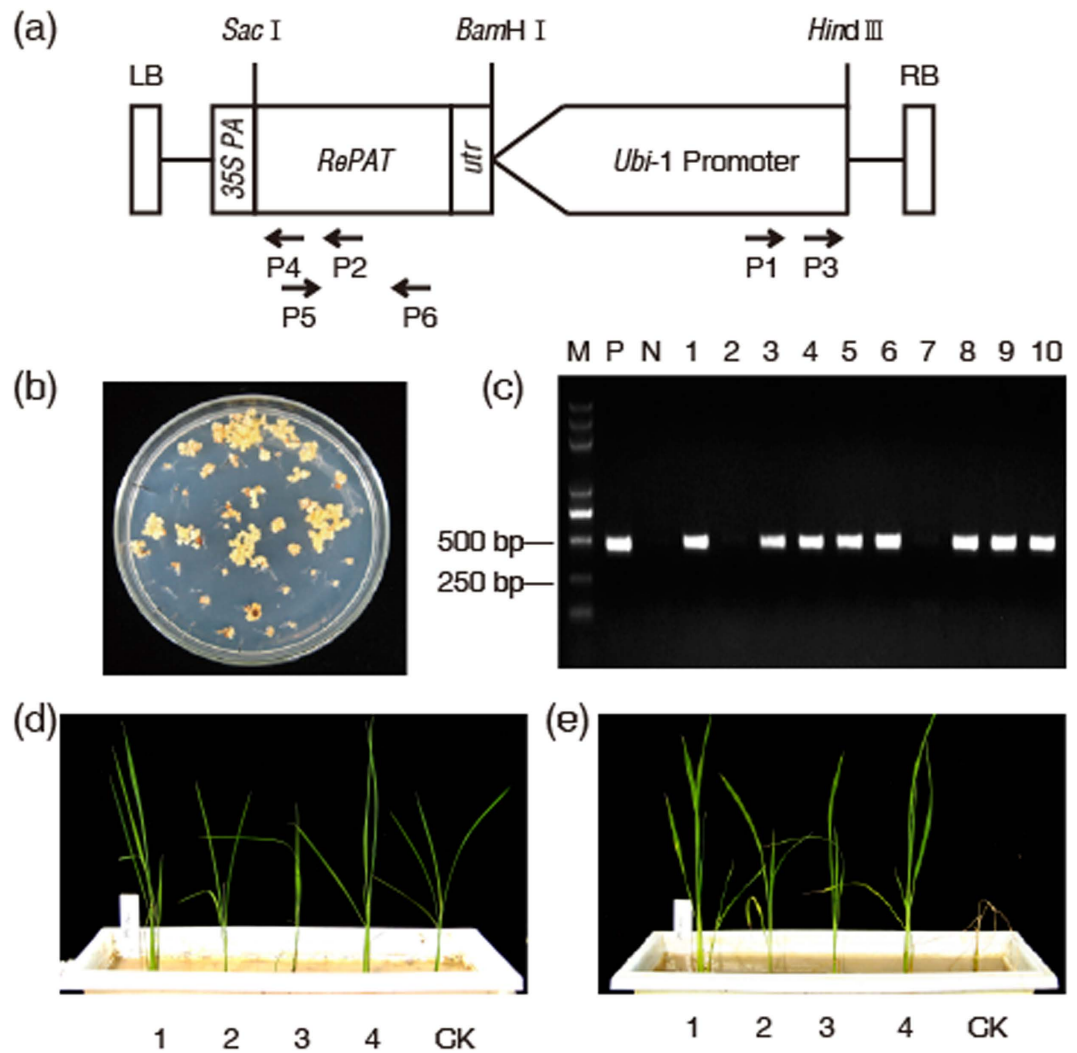 (a)
Sac I BamH I Hind III
LB RB
35S PA RePAT utr Ubi-1 Promoter
P4 P2 P1 P3
P5 P6
(b) (c)
M P N 1 2 3 4 5 6 7 8 9 10
500 bp
250 bp
(d) (e)
1 2 3 4 CK
1 2 3 4 CK